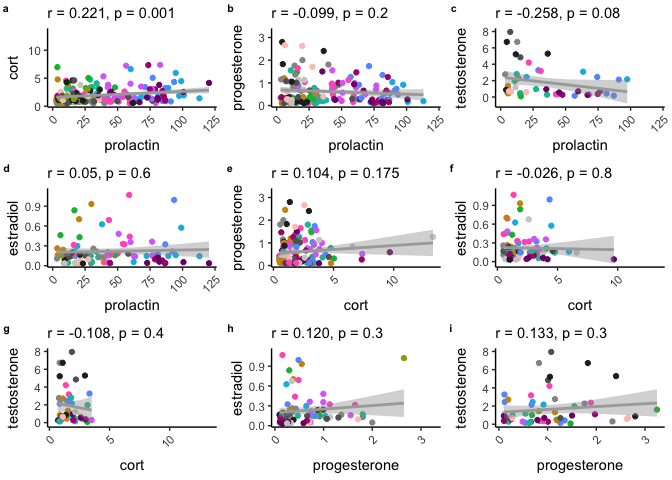 a
r = 0.221, p = 0.001
cort
10
5
0
0
25
50
75
100
125
prolactin
b
r = -0.099, p = 0.2
progesterone
3
2
1
0
0
25
50
75
100
125
prolactin
c
r = -0.258, p = 0.08
testosterone
8
6
4
2
0
0
25
50
75
100
125
prolactin
d
r = 0.05, p = 0.6
estradiol
0.9
0.6
0.3
0.0
0
25
50
75
100
125
prolactin
e
r = 0.104, p = 0.175
progesterone
3
2
1
0
0
5
10
cort
f
r = -0.026, p = 0.8
estradiol
0.9
0.6
0.3
0.0
0
5
10
cort
g
r = -0.108, p = 0.4
testosterone
8
6
4
2
0
0
5
10
cort
h
r = 0.120, p = 0.3
estradiol
0.9
0.6
0.3
0.0
0
1
2
3
progesterone
i
r = 0.133, p = 0.3
testosterone
8
6
4
2
0
0
1
2
3
progesterone